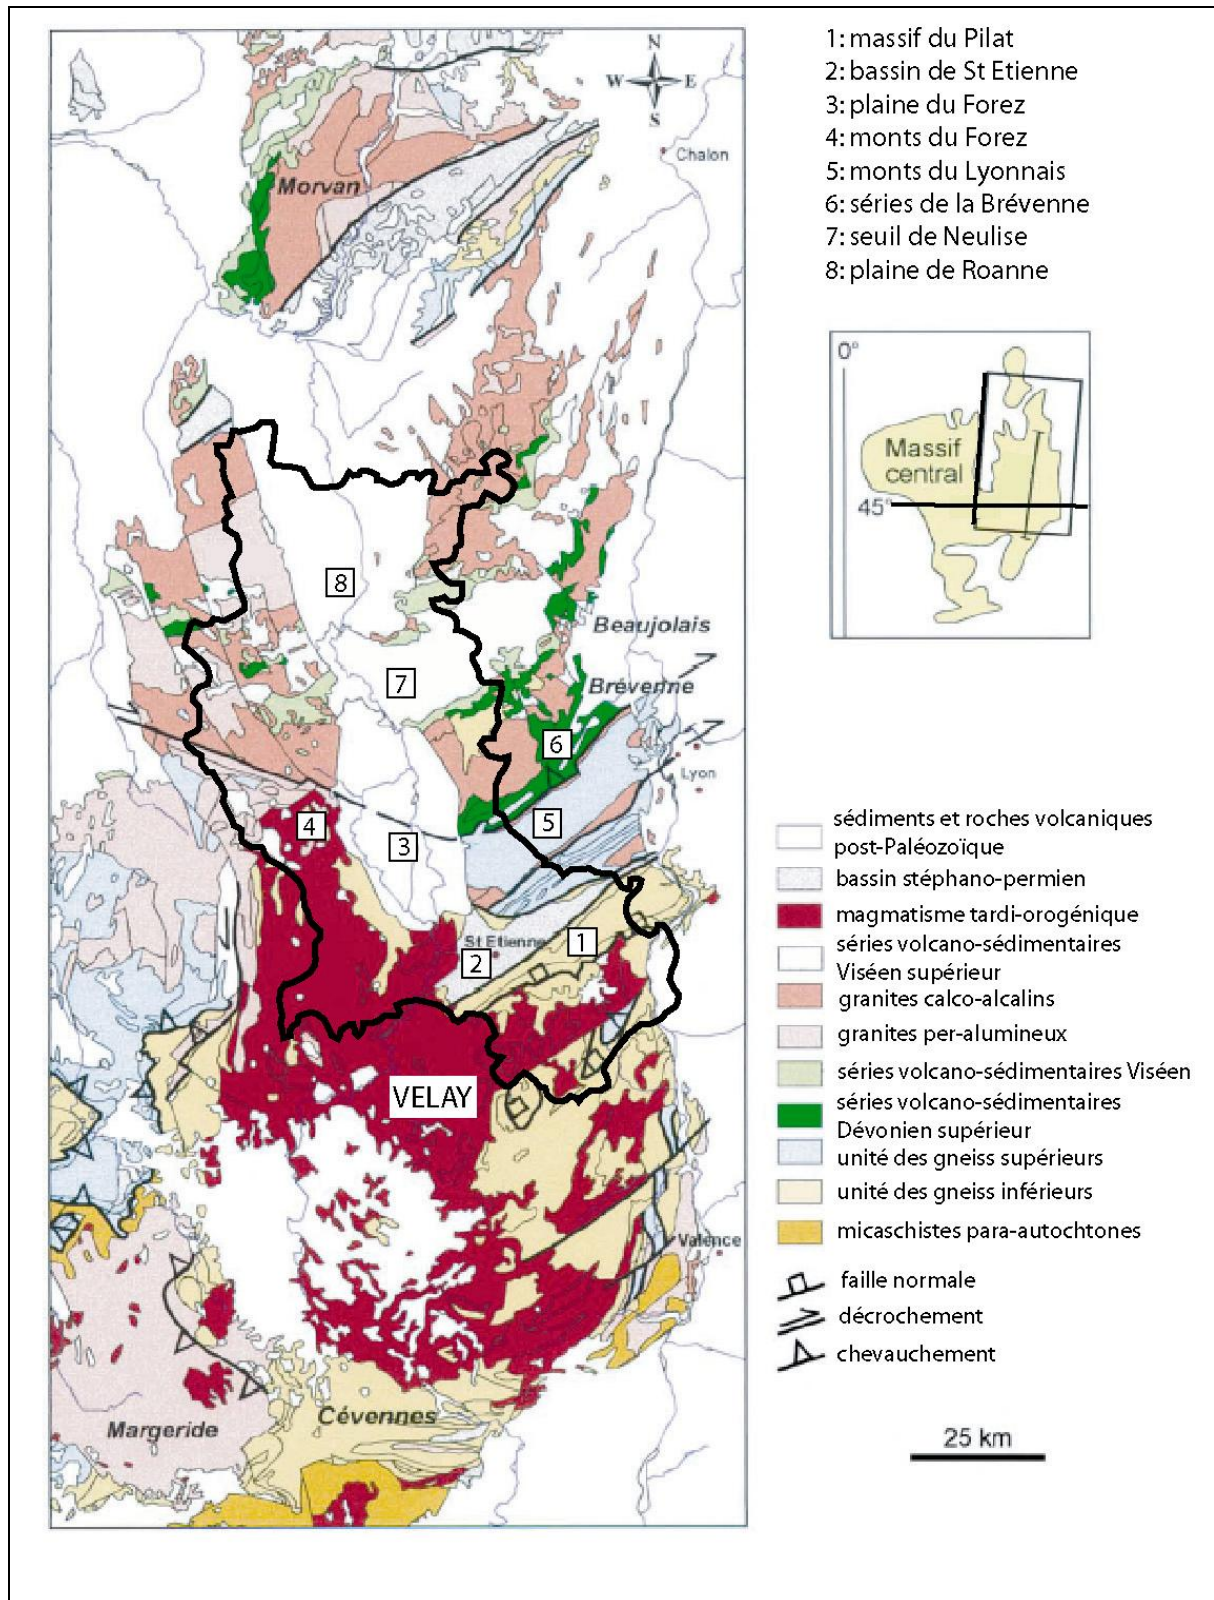 1: massif du Pilat
2: bassin de St Etienne
3: plaine du Forez
4: monts du Forez
5: monts du Lyonnais
6: séries de la Brévenne
7: seuil de Neulise
8: plaine de Roanne
N
W E
S
Chalon
Morvan
0°
Massif
central
45°
8
Beaujolais
7
Brévenne
6
Lyon
4
5
3
St Etienne
1
2
VELAY
Valence
Margeride
Cévennes
sédiments et roches volcaniques
post-Paléozoïque
bassin stéphano-permien
magmatisme tardi-orogénique
séries volcano-sédimentaires
Viséen supérieur
granites calco-alcalins
granites per-alumineux
séries volcano-sédimentaires Viséen
séries volcano-sédimentaires
Dévonien supérieur
unité des gneiss supérieurs
unité des gneiss inférieurs
micaschistes para-autochtones
faille normale
décrochement
chevauchement
25 km